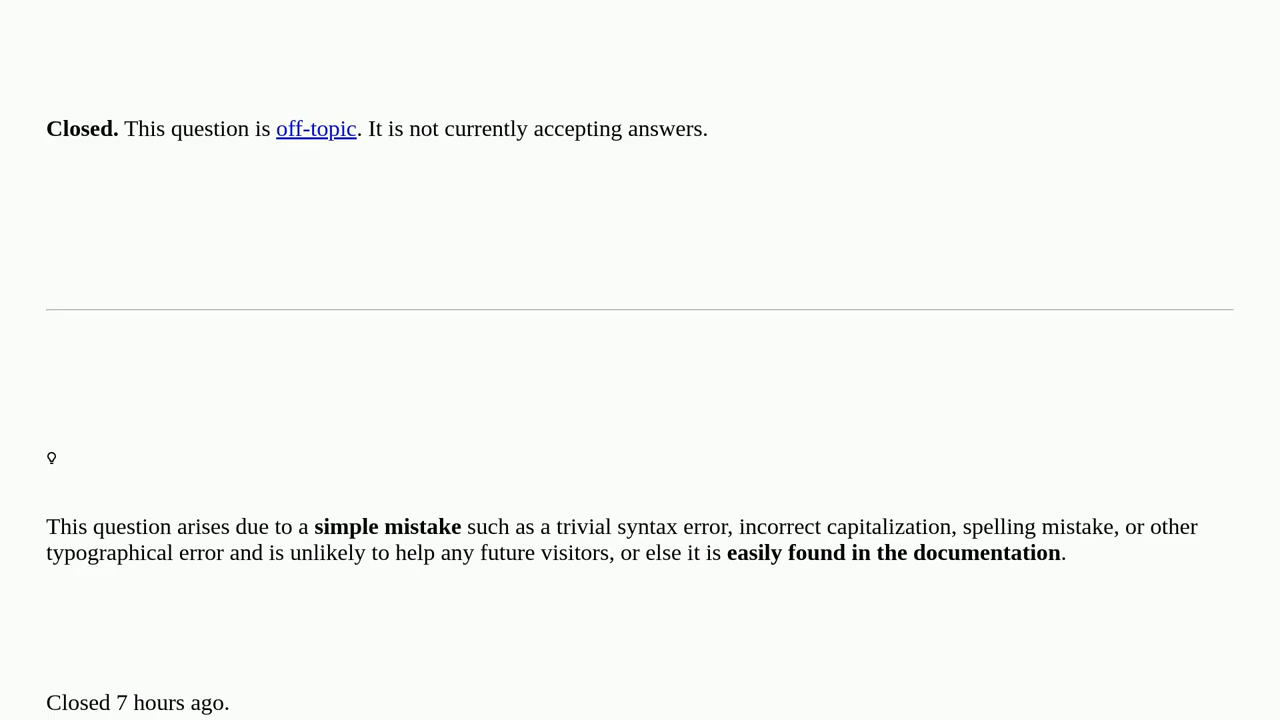 Closed. This question is off-topic. It is not currently accepting answers.
This question arises due to a simple mistake such as a trivial syntax error, incorrect capitalization, spelling mistake, or other
typographical error and is unlikely to help any future visitors, or else it is easily found in the documentation.
Closed 7 hours ago.